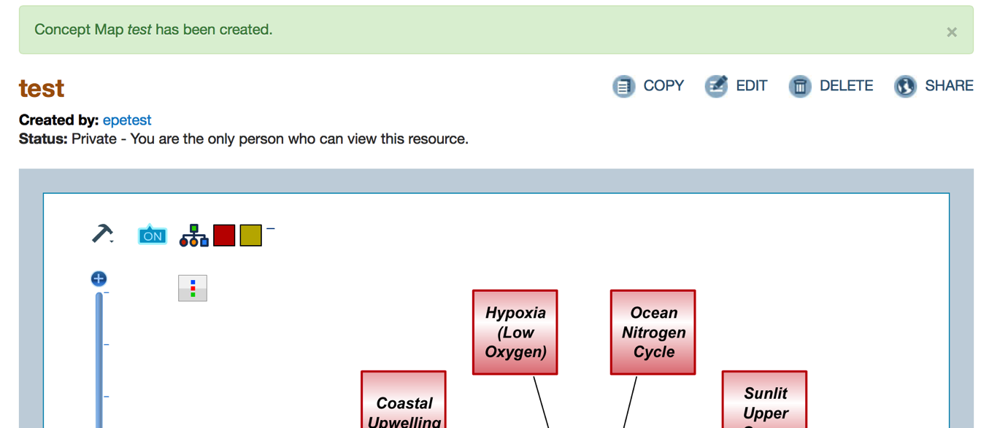 Concept Map test has been created.
×
test
COPY EDIT DELETE SHARE
Created by: epetest
Status: Private - You are the only person who can view this resource.
ON
Hypoxia
(Low
Oxygen)
Ocean
Nitrogen
Cycle
Coastal
Upwelling
Sunlit
Upper